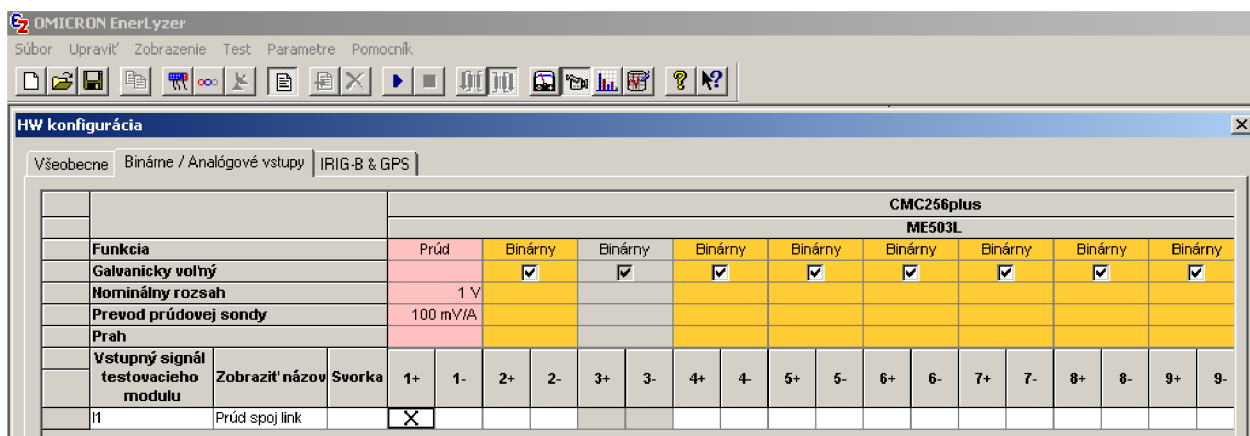 OMICRON EnerLyzer
Súbor Upraviť Zobrazenie Test Parametre Pomocník
HW konfigurácia
Všeobecne Binárne / Analógové vstupy IRIG-B & GPS
CMC256plus
ME503L
Funkcia Prúd Binárny Binárny Binárny Binárny Binárny Binárny Binárny Binárny
Galvanicky voľný
Nominálny rozsah 1 V
Prevod prúdovej sondy 100 mV/A
Prah
Vstupný signál
testovacieho Zobraziť názov Svorka 1+ 1- 2+ 2- 3+ 3- 4+ 4- 5+ 5- 6+ 6- 7+ 7- 8+ 8- 9+ 9-
modulu
I1 Prúd spoj link X